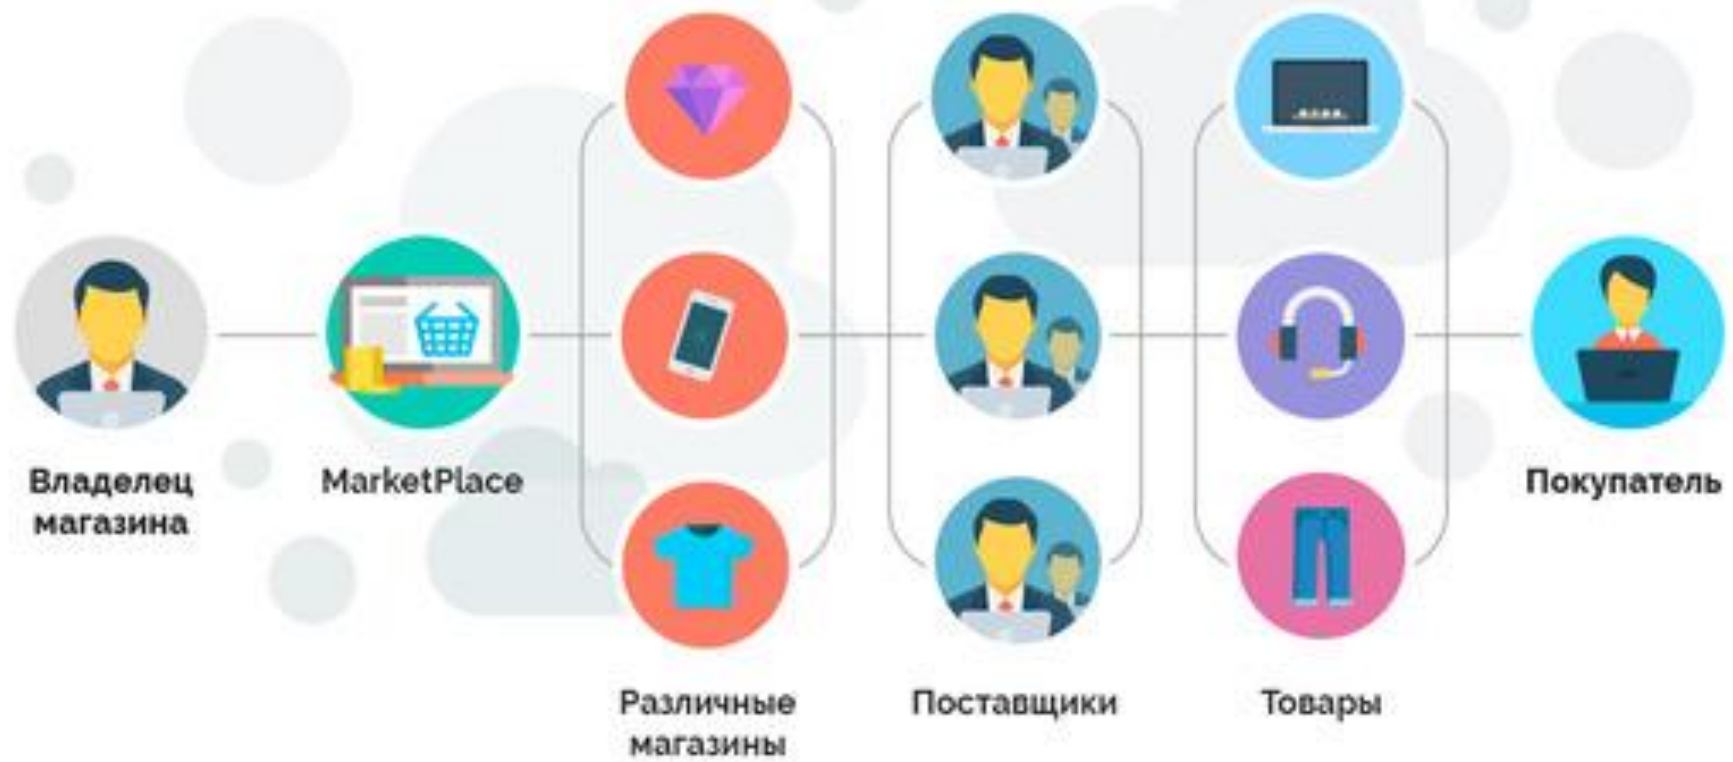 Владелец
магазина
MarketPlace
Различные
магазины
Поставщики
Товары
Покупатель